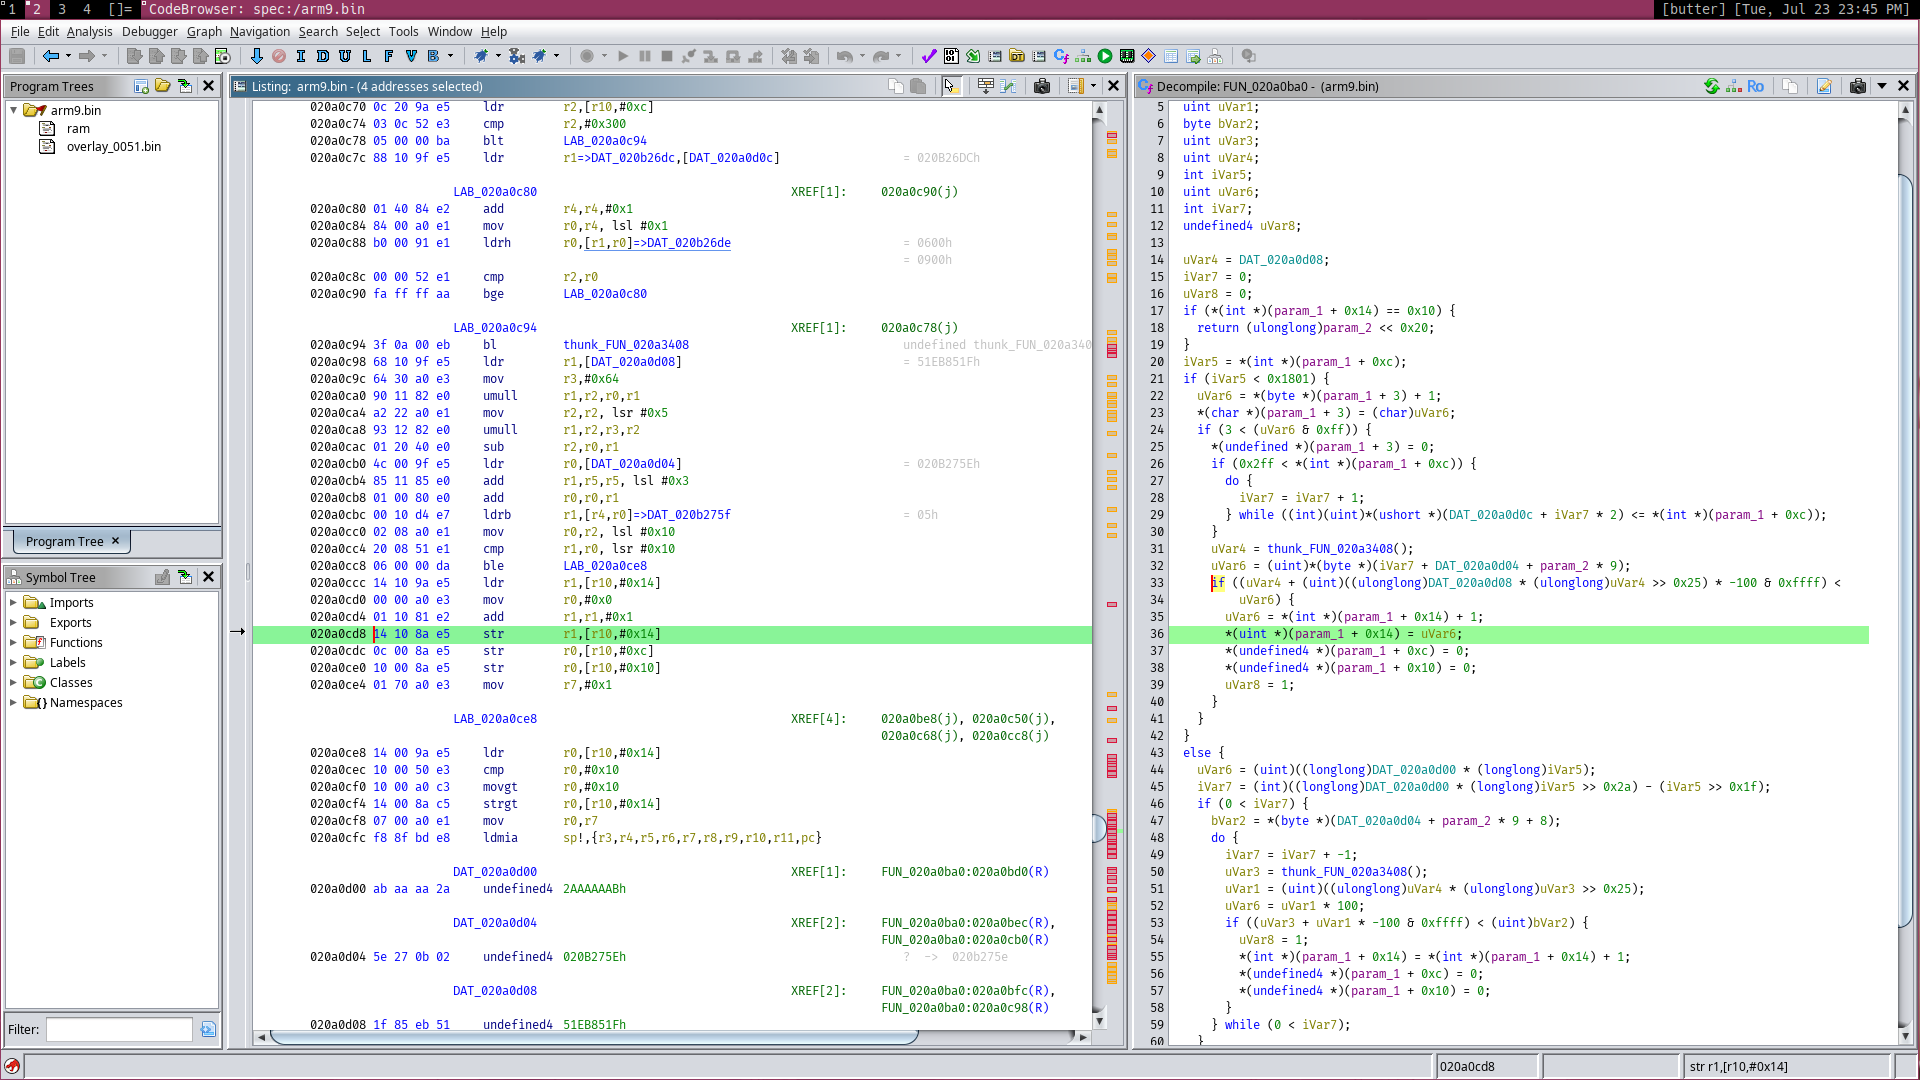 1 2 3 4 []= CodeBrowser: spec:/arm9.bin [butter] [Tue, Jul 23 23:45 PM]
File Edit Analysis Debugger Graph Navigation Search Select Tools Window Help
I D U L F V B
Program Trees
arm9.bin
ram
overlay_0051.bin
Program Tree ×
Symbol Tree
Imports
Exports
Functions
Labels
Classes
Namespaces
Filter:
Listing: arm9.bin - (4 addresses selected)
020a0c70 0c 20 9a e5 ldr r2,[r10,#0xc]
020a0c74 03 0c 52 e3 cmp r2,#0x300
020a0c78 05 00 00 ba blt LAB_020a0c94
020a0c7c 88 10 9f e5 ldr r1=>DAT_020b26dc,[DAT_020a0d0c] = 020B26DCh
LAB_020a0c80 XREF[1]: 020a0c90(j)
020a0c80 01 40 84 e2 add r4,r4,#0x1
020a0c84 84 00 a0 e1 mov r0,r4, lsl #0x1
020a0c88 b0 00 91 e1 ldrh r0,[r1,r0]=>DAT_020b26de = 0600h
= 0900h
020a0c8c 00 00 52 e1 cmp r2,r0
020a0c90 fa ff ff aa bge LAB_020a0c80
LAB_020a0c94 XREF[1]: 020a0c78(j)
020a0c94 3f 0a 00 eb bl thunk_FUN_020a3408 undefined thunk_FUN_020a340
020a0c98 68 10 9f e5 ldr r1,[DAT_020a0d08] = 51EB851Fh
020a0c9c 64 30 a0 e3 mov r3,#0x64
020a0ca0 90 11 82 e0 umull r1,r2,r0,r1
020a0ca4 a2 22 a0 e1 mov r2,r2, lsr #0x5
020a0ca8 93 12 82 e0 umull r1,r2,r3,r2
020a0cac 01 20 40 e0 sub r2,r0,r1
020a0cb0 4c 00 9f e5 ldr r0,[DAT_020a0d04] = 020B275Eh
020a0cb4 85 11 85 e0 add r1,r5,r5, lsl #0x3
020a0cb8 01 00 80 e0 add r0,r0,r1
020a0cbc 00 10 d4 e7 ldrb r1,[r4,r0]=>DAT_020b275f = 05h
020a0cc0 02 08 a0 e1 mov r0,r2, lsl #0x10
020a0cc4 20 08 51 e1 cmp r1,r0, lsr #0x10
020a0cc8 06 00 00 da ble LAB_020a0ce8
020a0ccc 14 10 9a e5 ldr r1,[r10,#0x14]
020a0cd0 00 00 a0 e3 mov r0,#0x0
020a0cd4 01 10 81 e2 add r1,r1,#0x1
020a0cd8 14 10 8a e5 str r1,[r10,#0x14]
020a0cdc 0c 00 8a e5 str r0,[r10,#0xc]
020a0ce0 10 00 8a e5 str r0,[r10,#0x10]
020a0ce4 01 70 a0 e3 mov r7,#0x1
LAB_020a0ce8 XREF[4]: 020a0be8(j), 020a0c50(j),
020a0c68(j), 020a0cc8(j)
020a0ce8 14 00 9a e5 ldr r0,[r10,#0x14]
020a0cec 10 00 50 e3 cmp r0,#0x10
020a0cf0 10 00 a0 c3 movgt r0,#0x10
020a0cf4 14 00 8a c5 strgt r0,[r10,#0x14]
020a0cf8 07 00 a0 e1 mov r0,r7
020a0cfc f8 8f bd e8 ldmia sp!,{r3,r4,r5,r6,r7,r8,r9,r10,r11,pc}
DAT_020a0d00 XREF[1]: FUN_020a0ba0:020a0bd0(R)
020a0d00 ab aa aa 2a undefined4 2AAAAAABh
DAT_020a0d04 XREF[2]: FUN_020a0ba0:020a0bec(R),
FUN_020a0ba0:020a0cb0(R)
020a0d04 5e 27 0b 02 undefined4 020B275Eh ? -> 020b275e
DAT_020a0d08 XREF[2]: FUN_020a0ba0:020a0bfc(R),
FUN_020a0ba0:020a0c98(R)
020a0d08 1f 85 eb 51 undefined4 51EB851Fh
Decompile: FUN_020a0ba0 - (arm9.bin) Ro
5 uint uVar1;
6 byte bVar2;
7 uint uVar3;
8 uint uVar4;
9 int iVar5;
10 uint uVar6;
11 int iVar7;
12 undefined4 uVar8;
13
14 uVar4 = DAT_020a0d08;
15 iVar7 = 0;
16 uVar8 = 0;
17 if (*(int *)(param_1 + 0x14) == 0x10) {
18 return (ulonglong)param_2 << 0x20;
19 }
20 iVar5 = *(int *)(param_1 + 0xc);
21 if (iVar5 < 0x1801) {
22 uVar6 = *(byte *)(param_1 + 3) + 1;
23 *(char *)(param_1 + 3) = (char)uVar6;
24 if (3 < (uVar6 & 0xff)) {
25 *(undefined *)(param_1 + 3) = 0;
26 if (0x2ff < *(int *)(param_1 + 0xc)) {
27 do {
28 iVar7 = iVar7 + 1;
29 } while ((int)(uint)*(ushort *)(DAT_020a0d0c + iVar7 * 2) <= *(int *)(param_1 + 0xc));
30 }
31 uVar4 = thunk_FUN_020a3408();
32 uVar6 = (uint)*(byte *)(iVar7 + DAT_020a0d04 + param_2 * 9);
33 if ((uVar4 + (uint)((ulonglong)DAT_020a0d08 * (ulonglong)uVar4 >> 0x25) * -100 & 0xffff) <
34 uVar6) {
35 uVar6 = *(int *)(param_1 + 0x14) + 1;
36 *(uint *)(param_1 + 0x14) = uVar6;
37 *(undefined4 *)(param_1 + 0xc) = 0;
38 *(undefined4 *)(param_1 + 0x10) = 0;
39 uVar8 = 1;
40 }
41 }
42 }
43 else {
44 uVar6 = (uint)((longlong)DAT_020a0d00 * (longlong)iVar5);
45 iVar7 = (int)((longlong)DAT_020a0d00 * (longlong)iVar5 >> 0x2a) - (iVar5 >> 0x1f);
46 if (0 < iVar7) {
47 bVar2 = *(byte *)(DAT_020a0d04 + param_2 * 9 + 8);
48 do {
49 iVar7 = iVar7 + -1;
50 uVar3 = thunk_FUN_020a3408();
51 uVar1 = (uint)((ulonglong)uVar4 * (ulonglong)uVar3 >> 0x25);
52 uVar6 = uVar1 * 100;
53 if ((uVar3 + uVar1 * -100 & 0xffff) < (uint)bVar2) {
54 uVar8 = 1;
55 *(int *)(param_1 + 0x14) = *(int *)(param_1 + 0x14) + 1;
56 *(undefined4 *)(param_1 + 0xc) = 0;
57 *(undefined4 *)(param_1 + 0x10) = 0;
58 }
59 } while (0 < iVar7);
60 }
020a0cd8 str r1,[r10,#0x14]